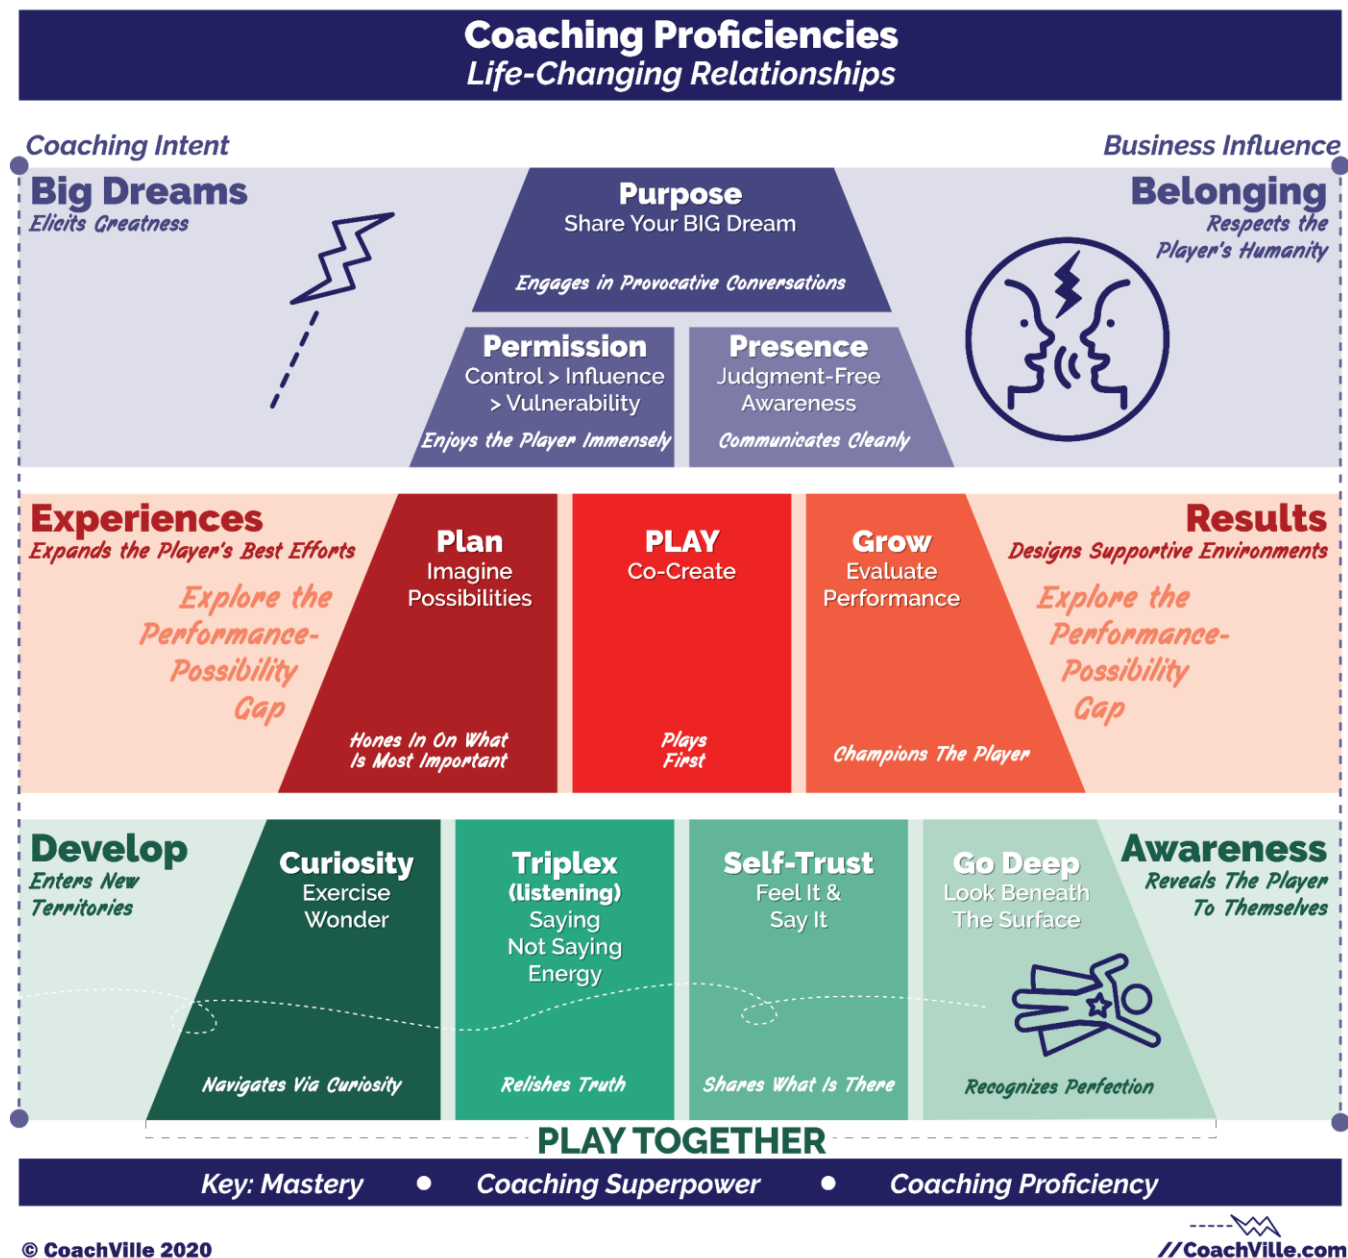 Coaching Proficiencies
Life-Changing Relationships
Coaching Intent
Business Influence
Big Dreams
Elicits Greatness
Purpose
Share Your BIG Dream
Engages in Provocative Conversations
Belonging
Respects the
Player's Humanity
Permission
Control > Influence
> Vulnerability
Enjoys the Player Immensely
Presence
Judgment-Free
Awareness
Communicates Cleanly
Experiences
Expands the Player's Best Efforts
Explore the
Performance-
Possibility
Gap
Plan
Imagine
Possibilities
Hones In On What
Is Most Important
PLAY
Co-Create
Plays
First
Grow
Evaluate
Performance
Champions The Player
Results
Designs Supportive Environments
Explore the
Performance-
Possibility
Gap
Develop
Enters New
Territories
Curiosity
Exercise
Wonder
Navigates Via Curiosity
Triplex
(listening)
Saying
Not Saying
Energy
Relishes Truth
Self-Trust
Feel It &
Say It
Shares What Is There
Go Deep
Look Beneath
The Surface
Recognizes Perfection
Awareness
Reveals The Player
To Themselves
PLAY TOGETHER
Key: Mastery • Coaching Superpower • Coaching Proficiency
© CoachVille 2020
//CoachVille.com